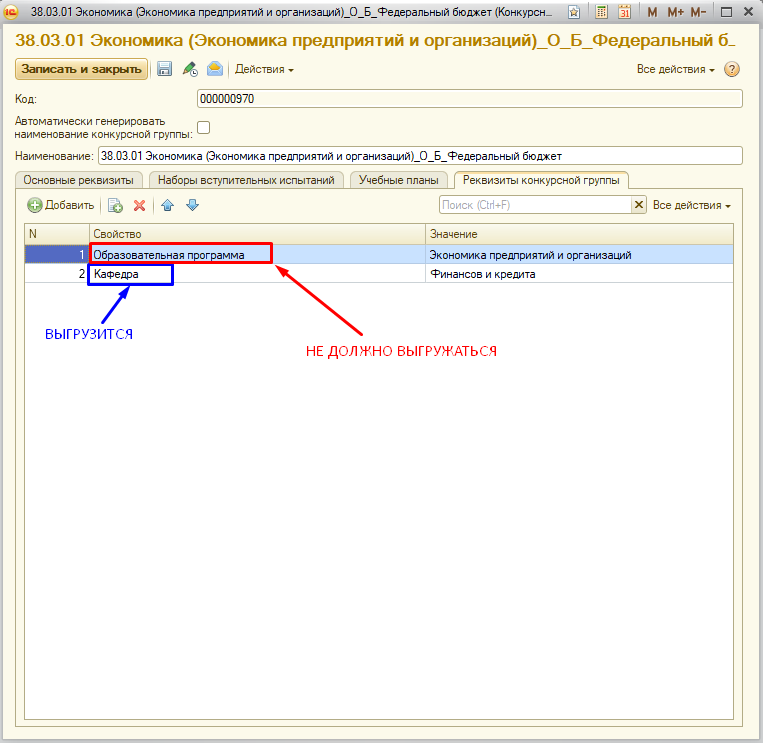 38.03.01 Экономика (Экономика предприятий и организаций)_О_Б_Федеральный бюджет (Конкурсн...
31
M M+ M-
38.03.01 Экономика (Экономика предприятий и организаций)_О_Б_Федеральный б...
Записать и закрыть Действия Все действия ?
Код: 000000970
Автоматически генерировать
наименование конкурсной группы:
Наименование: 38.03.01 Экономика (Экономика предприятий и организаций)_О_Б_Федеральный бюджет
Основные реквизиты Наборы вступительных испытаний Учебные планы Реквизиты конкурсной группы
Добавить Поиск (Ctrl+F) Все действия
N Свойство Значение
1 Образовательная программа Экономика предприятий и организаций
2 Кафедра Финансов и кредита
ВЫГРУЗИТСЯ
НЕ ДОЛЖНО ВЫГРУЖАТЬСЯ